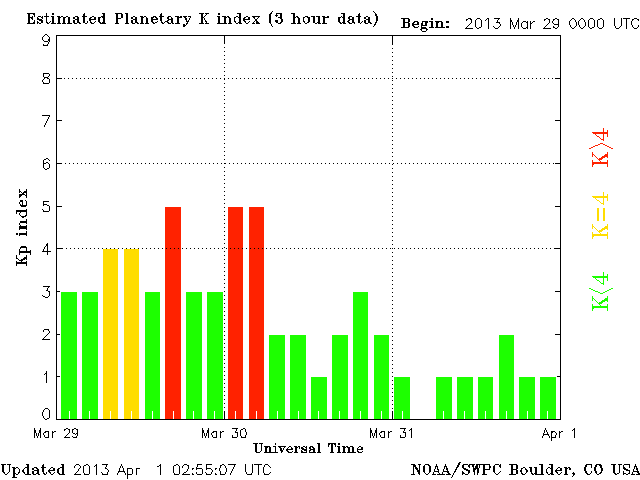 Estimated Planetary K index (3 hour data) Begin: 2013 Mar 29 0000 UTC
9
8
7
6
5
4
3
2
1
0
Kp index
K>4
K=4
K<4
Mar 29 Mar 30 Mar 31 Apr 1
Universal Time
Updated 2013 Apr 1 02:55:07 UTC NOAA/SWPC Boulder, CO USA